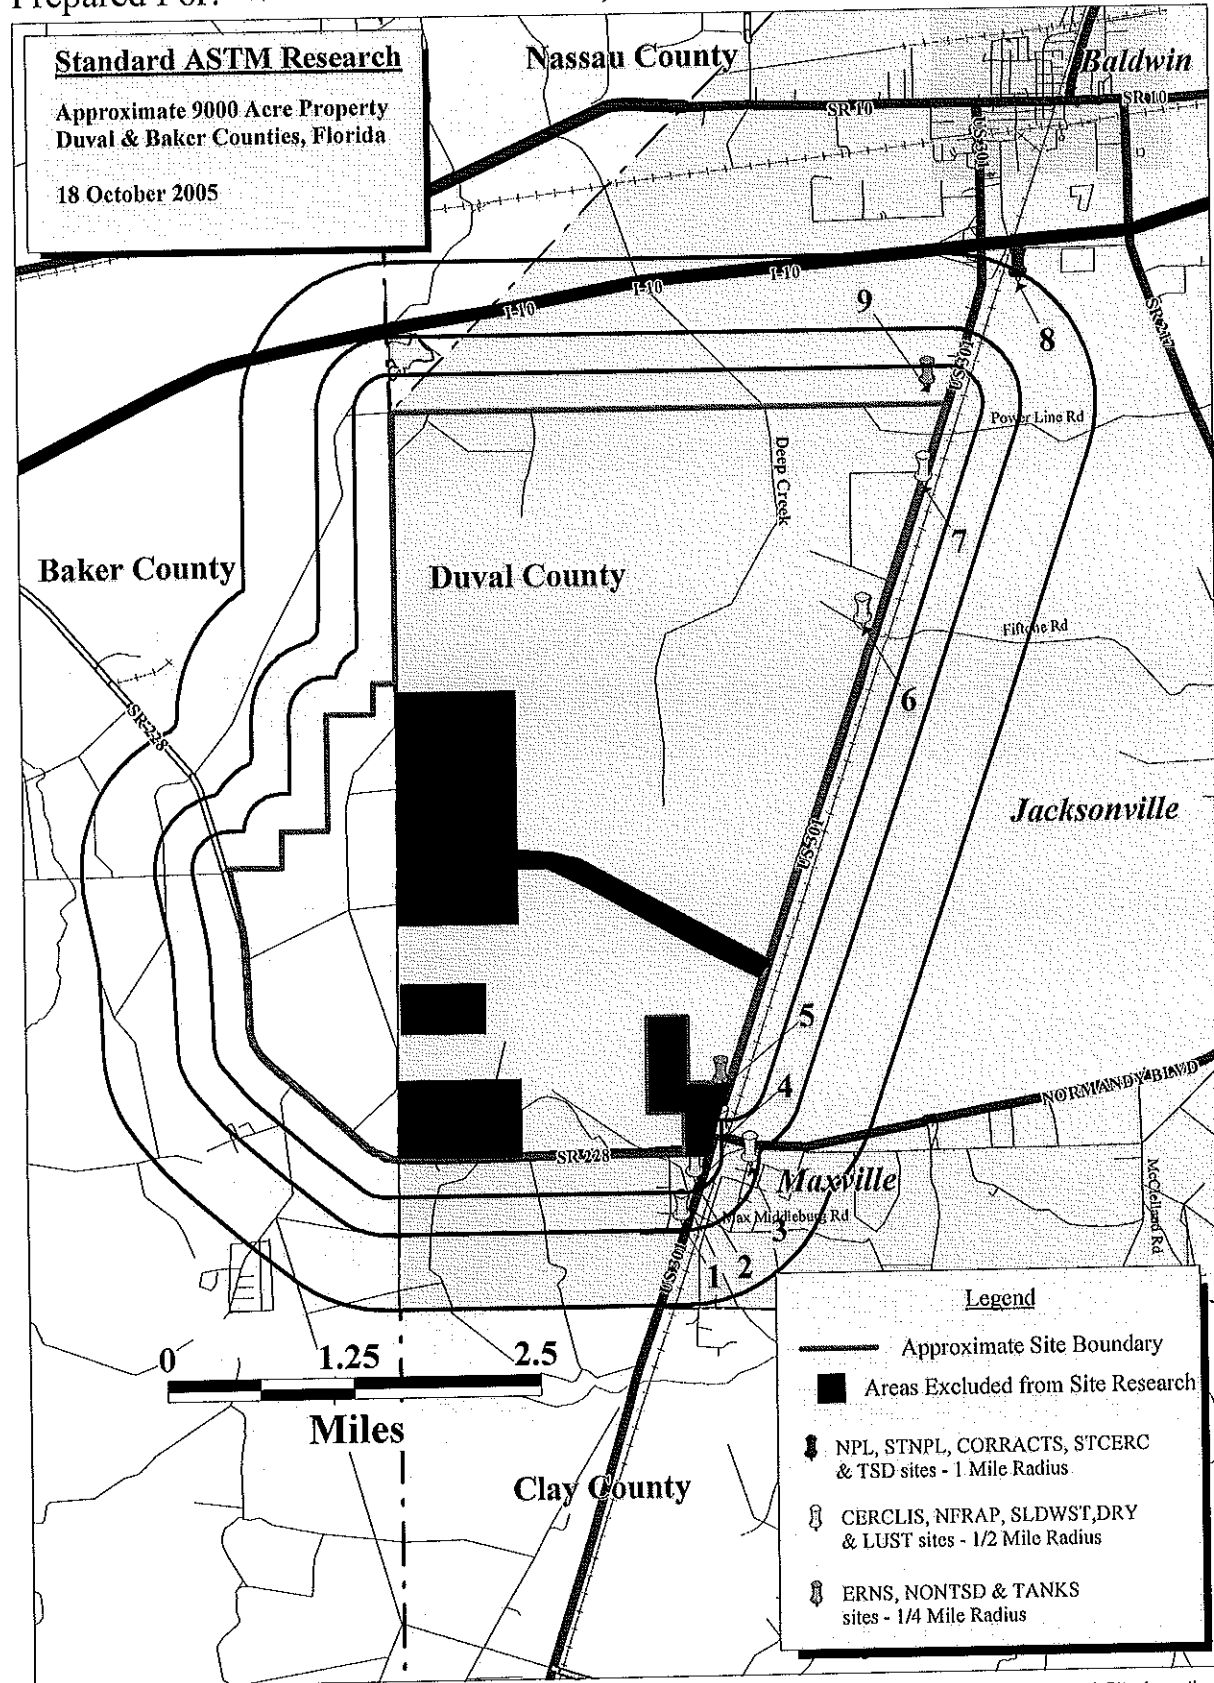 Prepared For:
Standard ASTM Research
Approximate 9000 Acre Property
Duval & Baker Counties, Florida
18 October 2005
Nassau County
Baldwin
SR 10
SR 10
US 301
I-10
I-10
I-10
SR 217
9
8
US 301
Power Line Rd
Deep Creek
7
Baker County
Duval County
Fiftone Rd
6
SR 228
Jacksonville
US 301
5
4
NORMANDY BLVD
SR 228
Maxville
McClelland Rd
Max Middleburg Rd
3
2
1
US 301
0 1.25 2.5
Miles
Clay County
Legend
Approximate Site Boundary
Areas Excluded from Site Research
NPL, STNPL, CORRACTS, STCERC
& TSD sites - 1 Mile Radius
CERCLIS, NFRAP, SLDWST,DRY
& LUST sites - 1/2 Mile Radius
ERNS, NONTSD & TANKS
sites - 1/4 Mile Radius